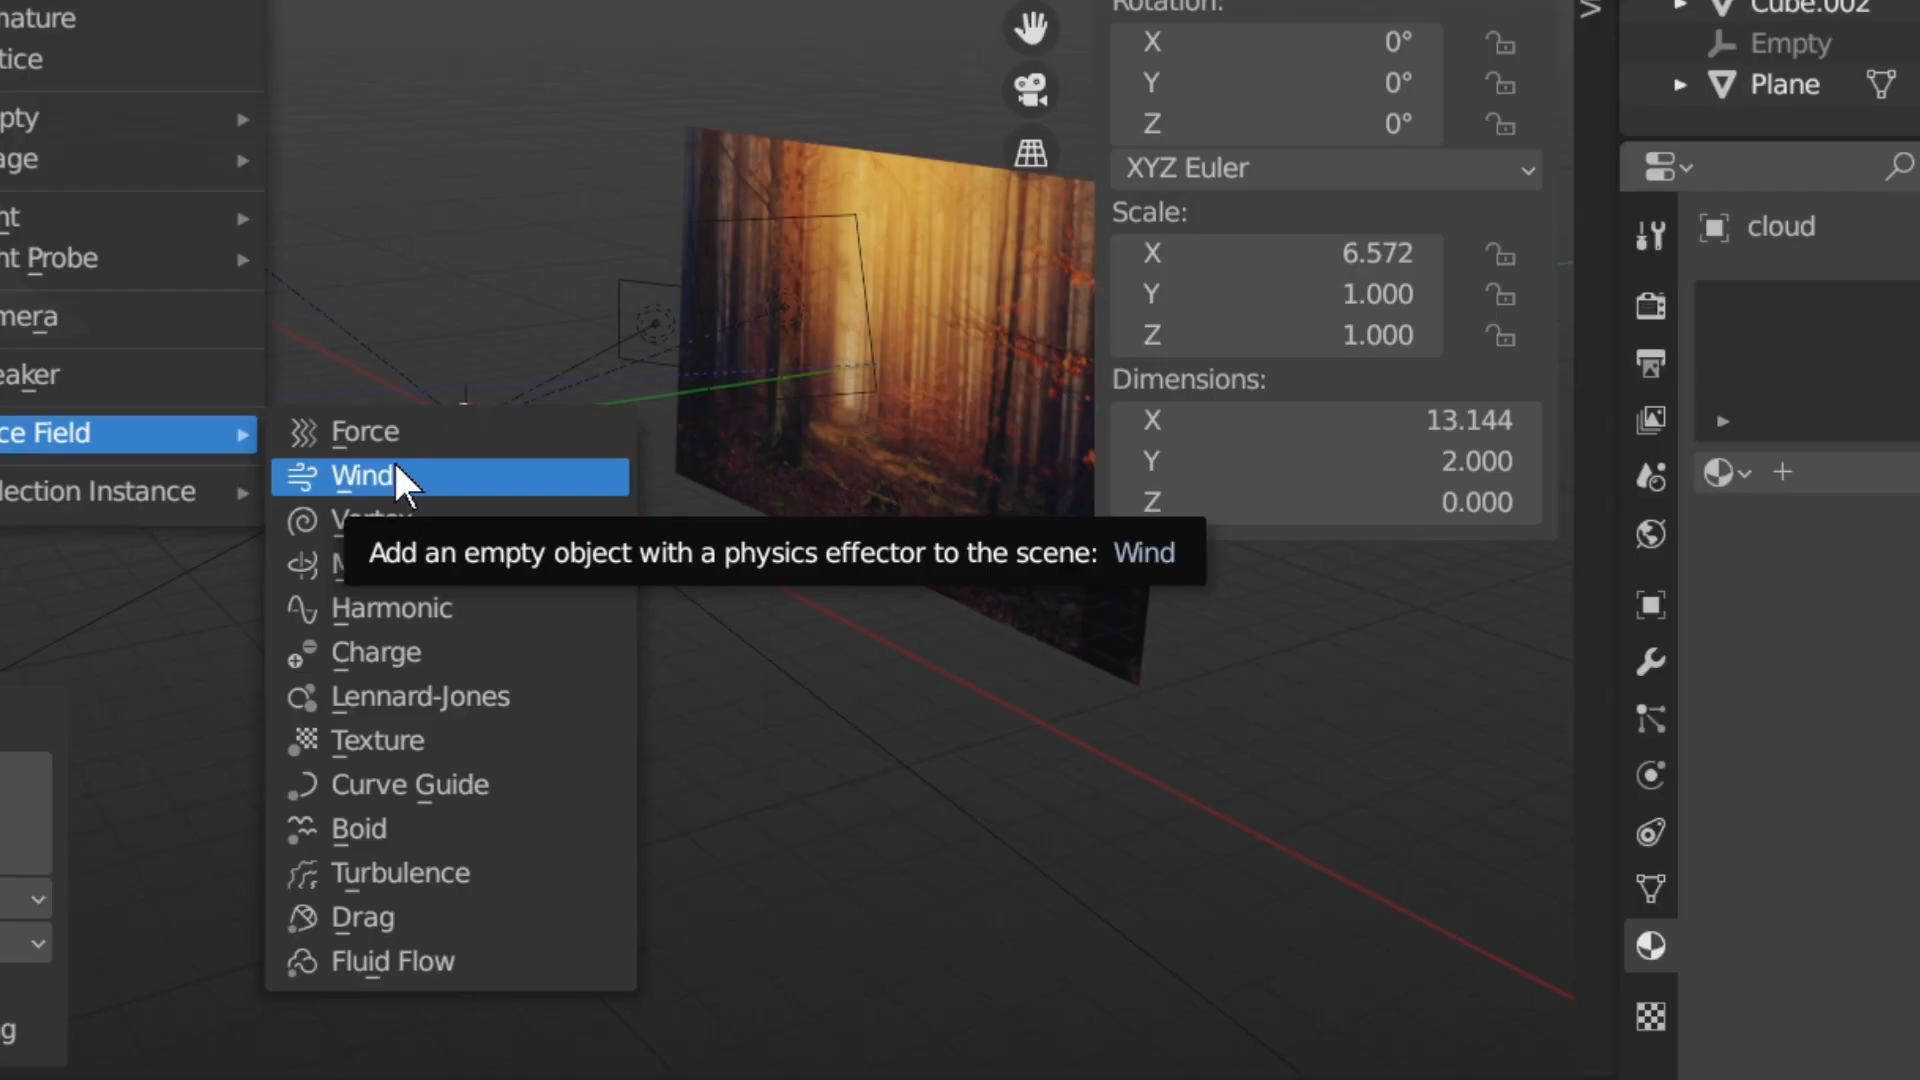 nature
tice
pty
age
nt
ht Probe
mera
eaker
ce Field
lection Instance
g
Force
Wind
Vortex
M
Harmonic
Charge
Lennard-Jones
Texture
Curve Guide
Boid
Turbulence
Drag
Fluid Flow
Add an empty object with a physics effector to the scene: Wind
Rotation:
X 0°
Y 0°
Z 0°
XYZ Euler
Scale:
X 6.572
Y 1.000
Z 1.000
Dimensions:
X 13.144
Y 2.000
Z 0.000
Cube.002
Empty
Plane
cloud